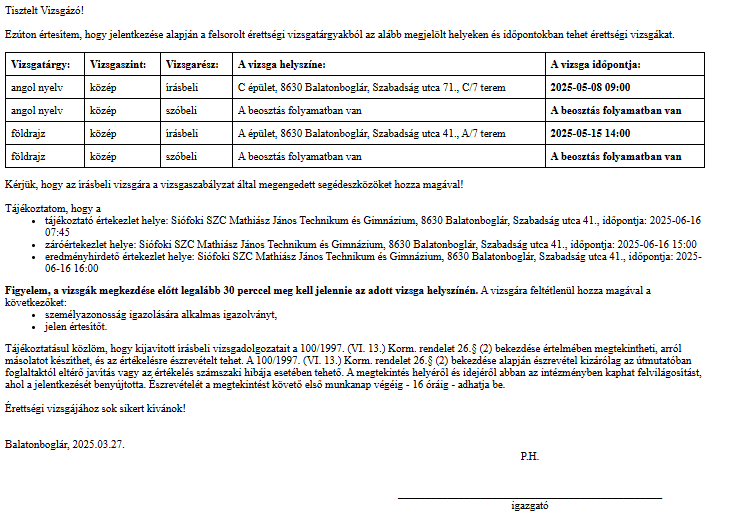 Tisztelt Vizsgázó!
Ezúton értesítem, hogy jelentkezése alapján a felsorolt érettségi vizsgatárgyakból az alább megjelölt helyeken és időpontokban tehet érettségi vizsgákat.
Vizsgatárgy: Vizsgaszint: Vizsgarész: A vizsga helyszíne: A vizsga időpontja:
angol nyelv közép írásbeli C épület, 8630 Balatonboglár, Szabadság utca 71., C/7 terem 2025-05-08 09:00
angol nyelv közép szóbeli A beosztás folyamatban van A beosztás folyamatban van
földrajz közép írásbeli A épület, 8630 Balatonboglár, Szabadság utca 41., A/7 terem 2025-05-15 14:00
földrajz közép szóbeli A beosztás folyamatban van A beosztás folyamatban van
Kérjük, hogy az írásbeli vizsgára a vizsgaszabályzat által megengedett segédeszközöket hozza magával!
Tájékoztatom, hogy a
• tájékoztató értekezlet helye: Siófoki SZC Mathiász János Technikum és Gimnázium, 8630 Balatonboglár, Szabadság utca 41., időpontja: 2025-06-16
07:45
• záróértekezlet helye: Siófoki SZC Mathiász János Technikum és Gimnázium, 8630 Balatonboglár, Szabadság utca 41., időpontja: 2025-06-16 15:00
• eredményhirdető értekezlet helye: Siófoki SZC Mathiász János Technikum és Gimnázium, 8630 Balatonboglár, Szabadság utca 41., időpontja: 2025-
06-16 16:00
Figyelem, a vizsgák megkezdése előtt legalább 30 perccel meg kell jelennie az adott vizsga helyszínén. A vizsgára feltétlenül hozza magával a
következőket:
• személyazonosság igazolására alkalmas igazolványt,
• jelen értesítőt.
Tájékoztatásul közlöm, hogy kijavított írásbeli vizsgadolgozatait a 100/1997. (VI. 13.) Korm. rendelet 26.§ (2) bekezdése értelmében megtekintheti, arról
másolatot készíthet, és az értékelésre észrevételt tehet. A 100/1997. (VI. 13.) Korm. rendelet 26.§ (2) bekezdése alapján észrevétel kizárólag az útmutatóban
foglaltaktól eltérő javítás vagy az értékelés számszaki hibája esetében tehető. A megtekintés helyéről és idejéről abban az intézményben kaphat felvilágosítást,
ahol a jelentkezését benyújtotta. Észrevételét a megtekintést követő első munkanap végéig - 16 óráig - adhatja be.
Érettségi vizsgájához sok sikert kívánok!
Balatonboglár, 2025.03.27.
P.H.
igazgató